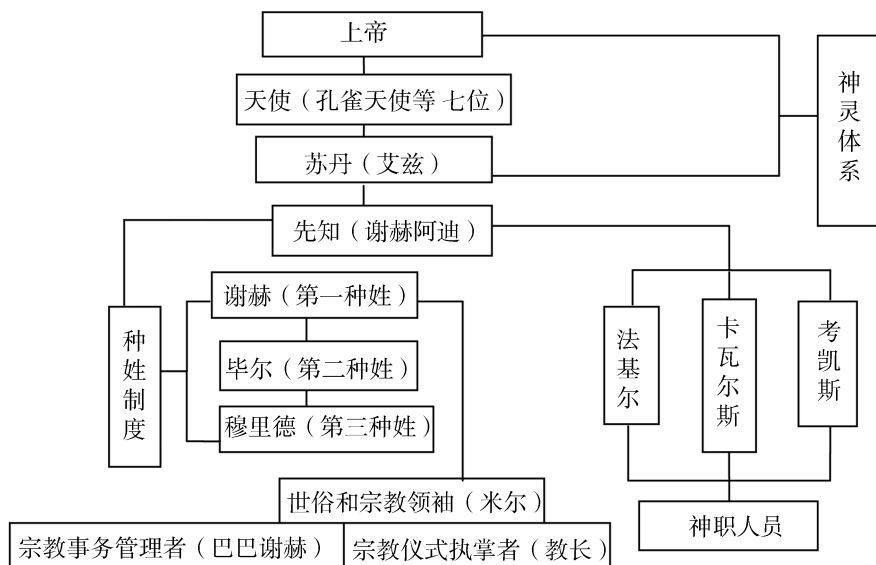 上帝
天使（孔雀天使等 七位）
苏丹（艾兹）
神灵体系
先知（谢赫阿迪）
种姓制度
谢赫（第一种姓）
毕尔（第二种姓）
穆里德（第三种姓）
法基尔
卡瓦尔斯
考凯斯
神职人员
世俗和宗教领袖（米尔）
宗教事务管理者（巴巴谢赫）
宗教仪式执掌者（教长）